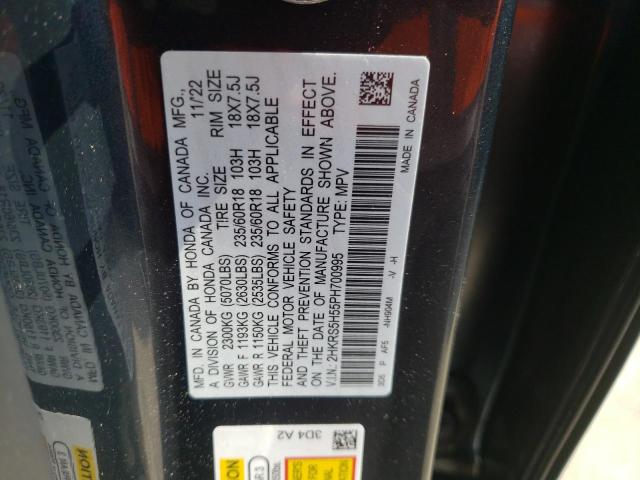 MFD. IN CANADA BY HONDA OF CANADA MFG.,
A DIVISION OF HONDA CANADA INC. 11/22
GVWR 2300KG (5070LBS) TIRE SIZE RIM SIZE
GAWR F 1193KG (2630LBS) 235/60R18 103H 18X7.5J
GAWR R 1150KG (2535LBS) 235/60R18 103H 18X7.5J
THIS VEHICLE CONFORMS TO ALL APPLICABLE
FEDERAL MOTOR VEHICLE SAFETY
AND THEFT PREVENTION STANDARDS IN EFFECT
ON THE DATE OF MANUFACTURE SHOWN ABOVE.
V.I.N.: 2HKRS5H55PH700995 TYPE: MPV
3D6 P AF5 -NH904M -V -H
MADE IN CANADA
3D4 A2